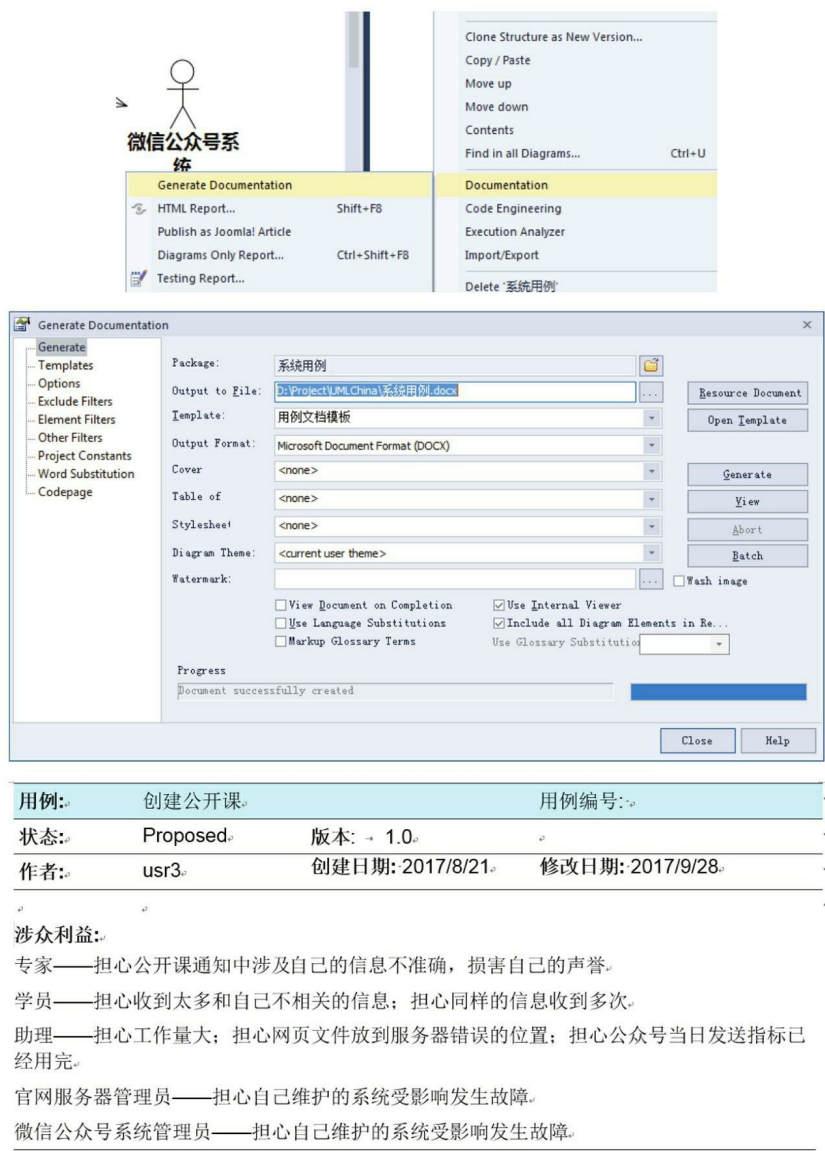 Clone Structure as New Version...
Copy / Paste
Move up
Move down
微信公众号系
统
Contents
Find in all Diagrams... Ctrl+U
Generate Documentation
Documentation
HTML Report... Shift+F8
Code Engineering
Publish as Joomla! Article
Execution Analyzer
Diagrams Only Report... Ctrl+Shift+F8
Import/Export
Testing Report...
Delete '系统用例'
Generate Documentation
Generate
Templates
Options
Exclude Filters
Element Filters
Other Filters
Project Constants
Word Substitution
Codepage
Package: 系统用例
Output to File: D:\Project\UMLChina\系统用例.docx ... Resource Document
Template: 用例文档模板 Open Template
Output Format: Microsoft Document Format (DOCX)
Cover <none> Generate
Table of <none> View
Stylesheet <none> Abort
Diagram Theme: <current user theme> Batch
Watermark: ... Wash image
View Document on Completion Use Internal Viewer
Use Language Substitutions Include all Diagram Elements in Re...
Markup Glossary Terms Use Glossary Substitution
Progress
Document successfully created
Close Help
用例: 创建公开课 用例编号:
状态: Proposed 版本: → 1.0
作者: usr3 创建日期: 2017/8/21 修改日期: 2017/9/28
涉众利益:
专家——担心公开课通知中涉及自己的信息不准确，损害自己的声誉
学员——担心收到太多和自己不相关的信息；担心同样的信息收到多次
助理——担心工作量大；担心网页文件放到服务器错误的位置；担心公众号当日发送指标已
经用完
官网服务器管理员——担心自己维护的系统受影响发生故障
微信公众号系统管理员——担心自己维护的系统受影响发生故障